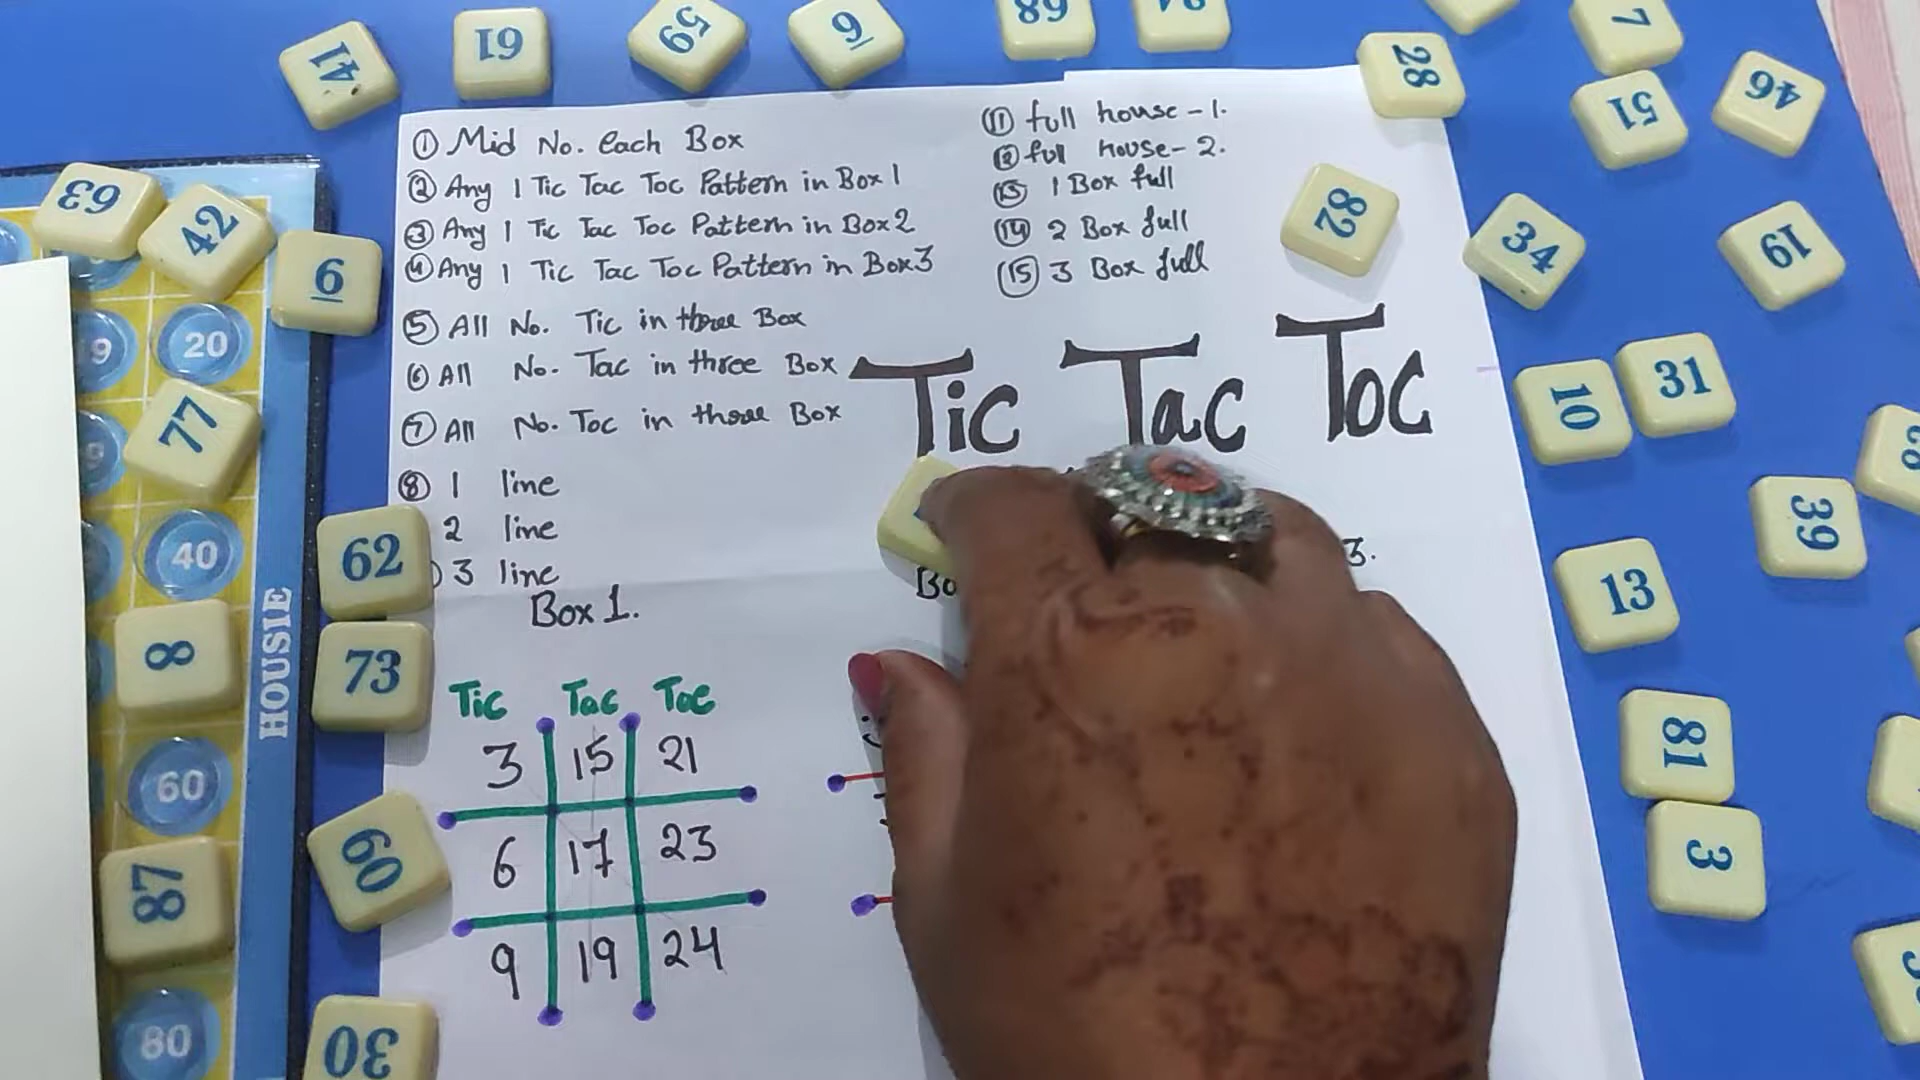 ① Mid No. Each Box
② Any 1 Tic Tac Toc Pattern in Box 1
③ Any 1 Tic Tac Toc Pattern in Box 2
④ Any 1 Tic Tac Toc Pattern in Box 3
⑤ All No. Tic in three Box
⑥ All No. Tac in three Box
⑦ All No. Toc in three Box
⑧ 1 line
2 line
3 line
⑪ full house - 1.
⑫ full house - 2.
⑬ 1 Box full
⑭ 2 Box full
⑮ 3 Box full
Tic Tac Toc
Box 1.
3.
Tic Tac Toc
3 15 21
6 17 23
9 19 24
HOUSIE
20
40
60
80
41
61
59
6
89
28
7
51
46
63
42
6
82
34
19
77
10
31
62
39
8
73
13
81
87
60
3
30